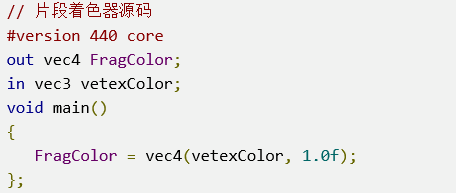 // 片段着色器源码
#version 440 core
out vec4 FragColor;
in vec3 vetexColor;
void main()
{
   FragColor = vec4(vetexColor, 1.0f);
};